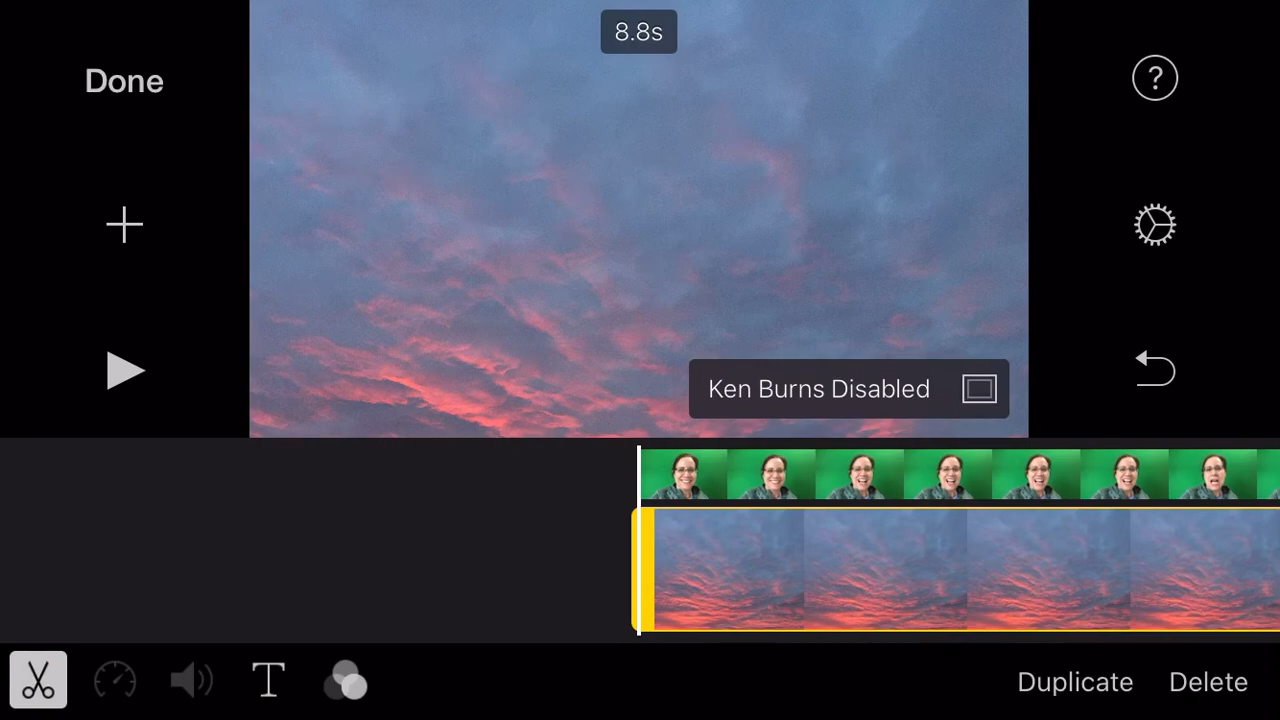 8.8s
Done
?
Ken Burns Disabled
T
Duplicate Delete